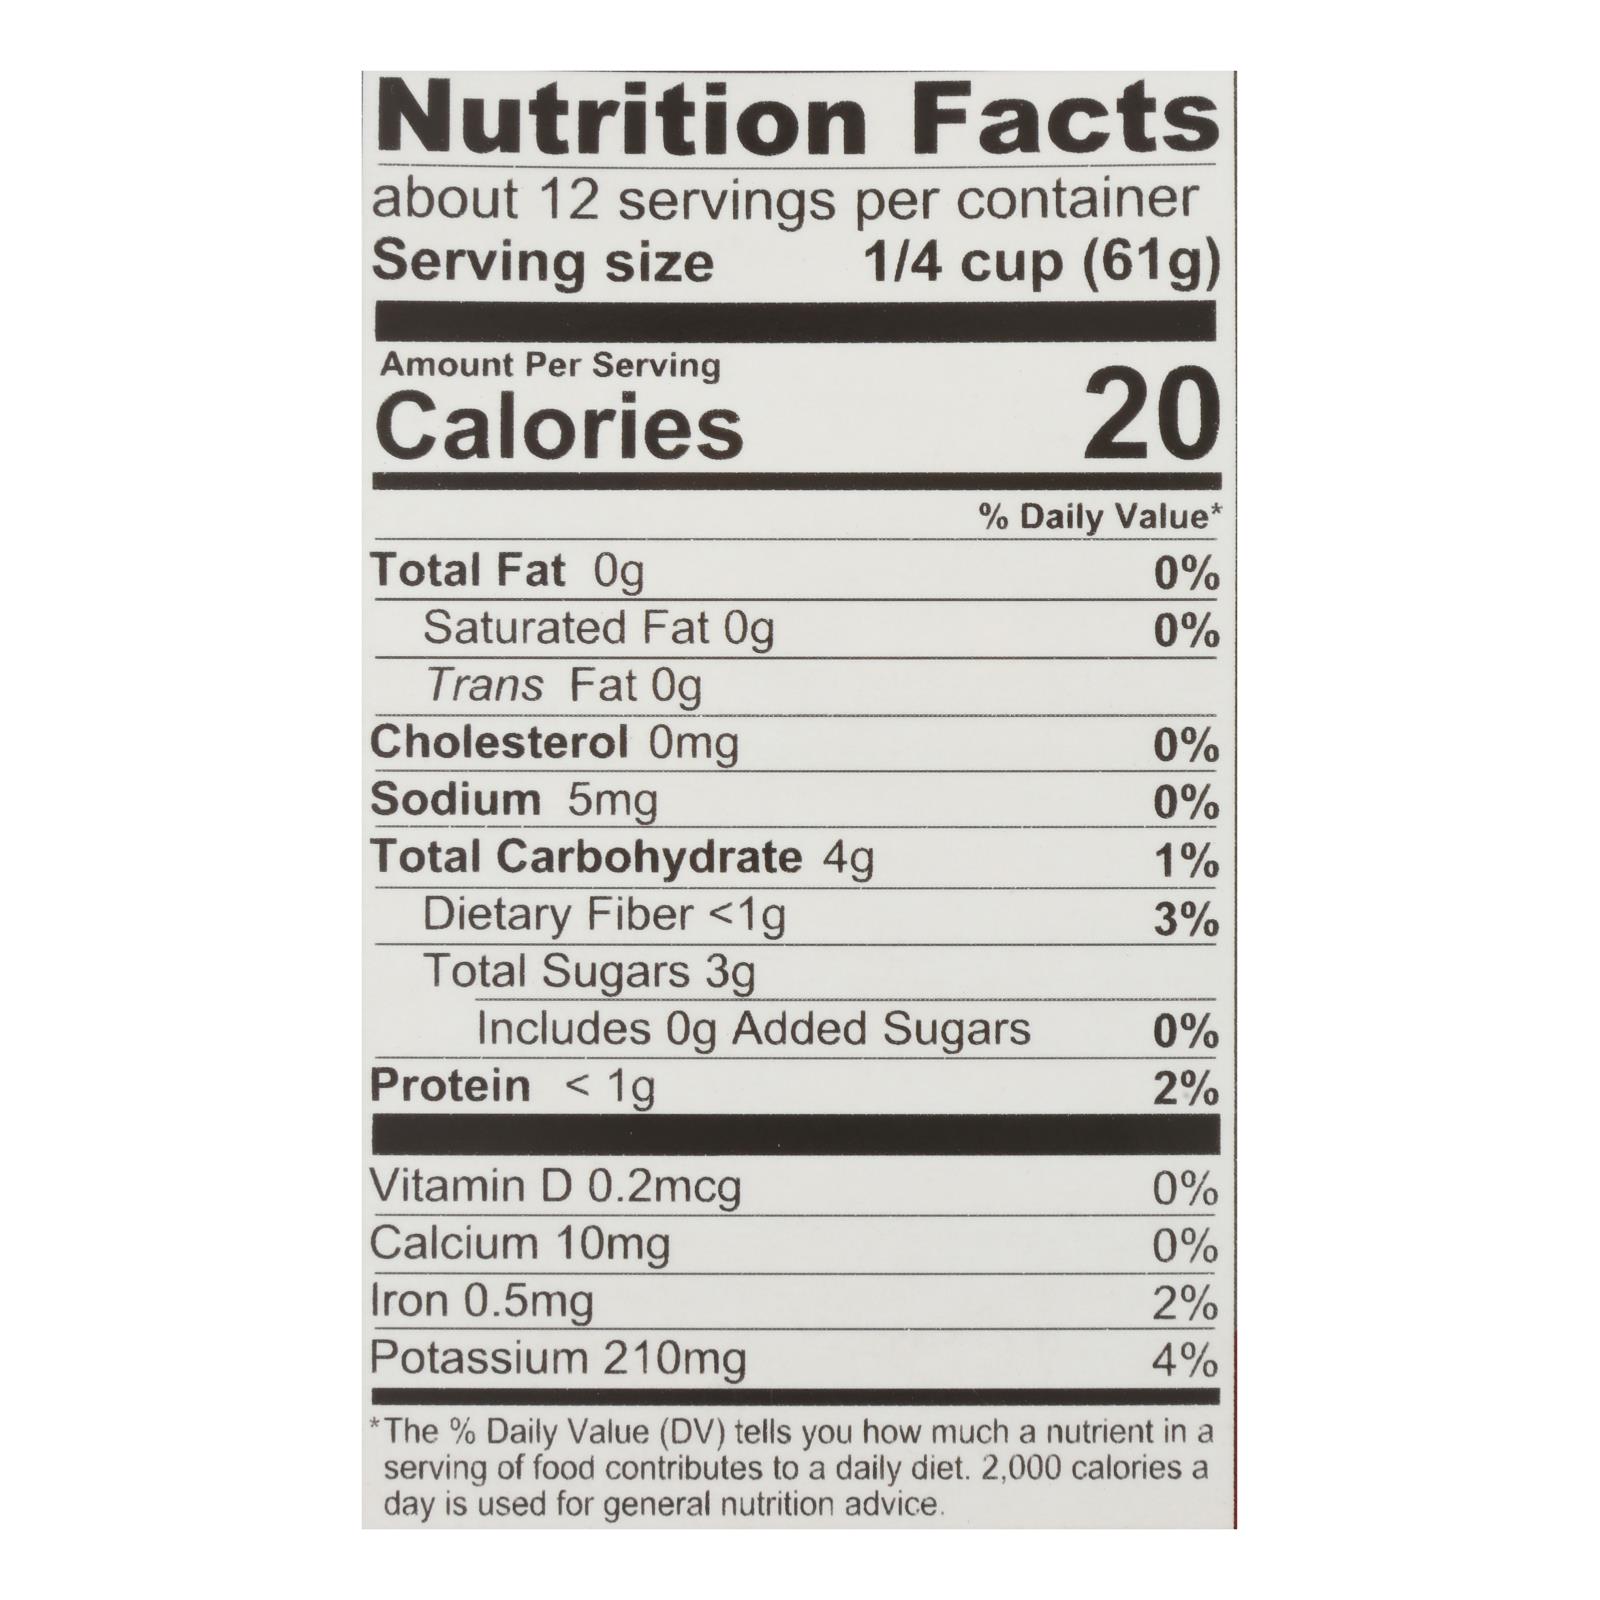 Nutrition Facts
about 12 servings per container
Serving size 1/4 cup (61g)
Amount Per Serving
Calories 20
% Daily Value*
Total Fat 0g 0%
Saturated Fat 0g 0%
Trans Fat 0g
Cholesterol 0mg 0%
Sodium 5mg 0%
Total Carbohydrate 4g 1%
Dietary Fiber <1g 3%
Total Sugars 3g
Includes 0g Added Sugars 0%
Protein < 1g 2%
Vitamin D 0.2mcg 0%
Calcium 10mg 0%
Iron 0.5mg 2%
Potassium 210mg 4%
*The % Daily Value (DV) tells you how much a nutrient in a
serving of food contributes to a daily diet. 2,000 calories a
day is used for general nutrition advice.